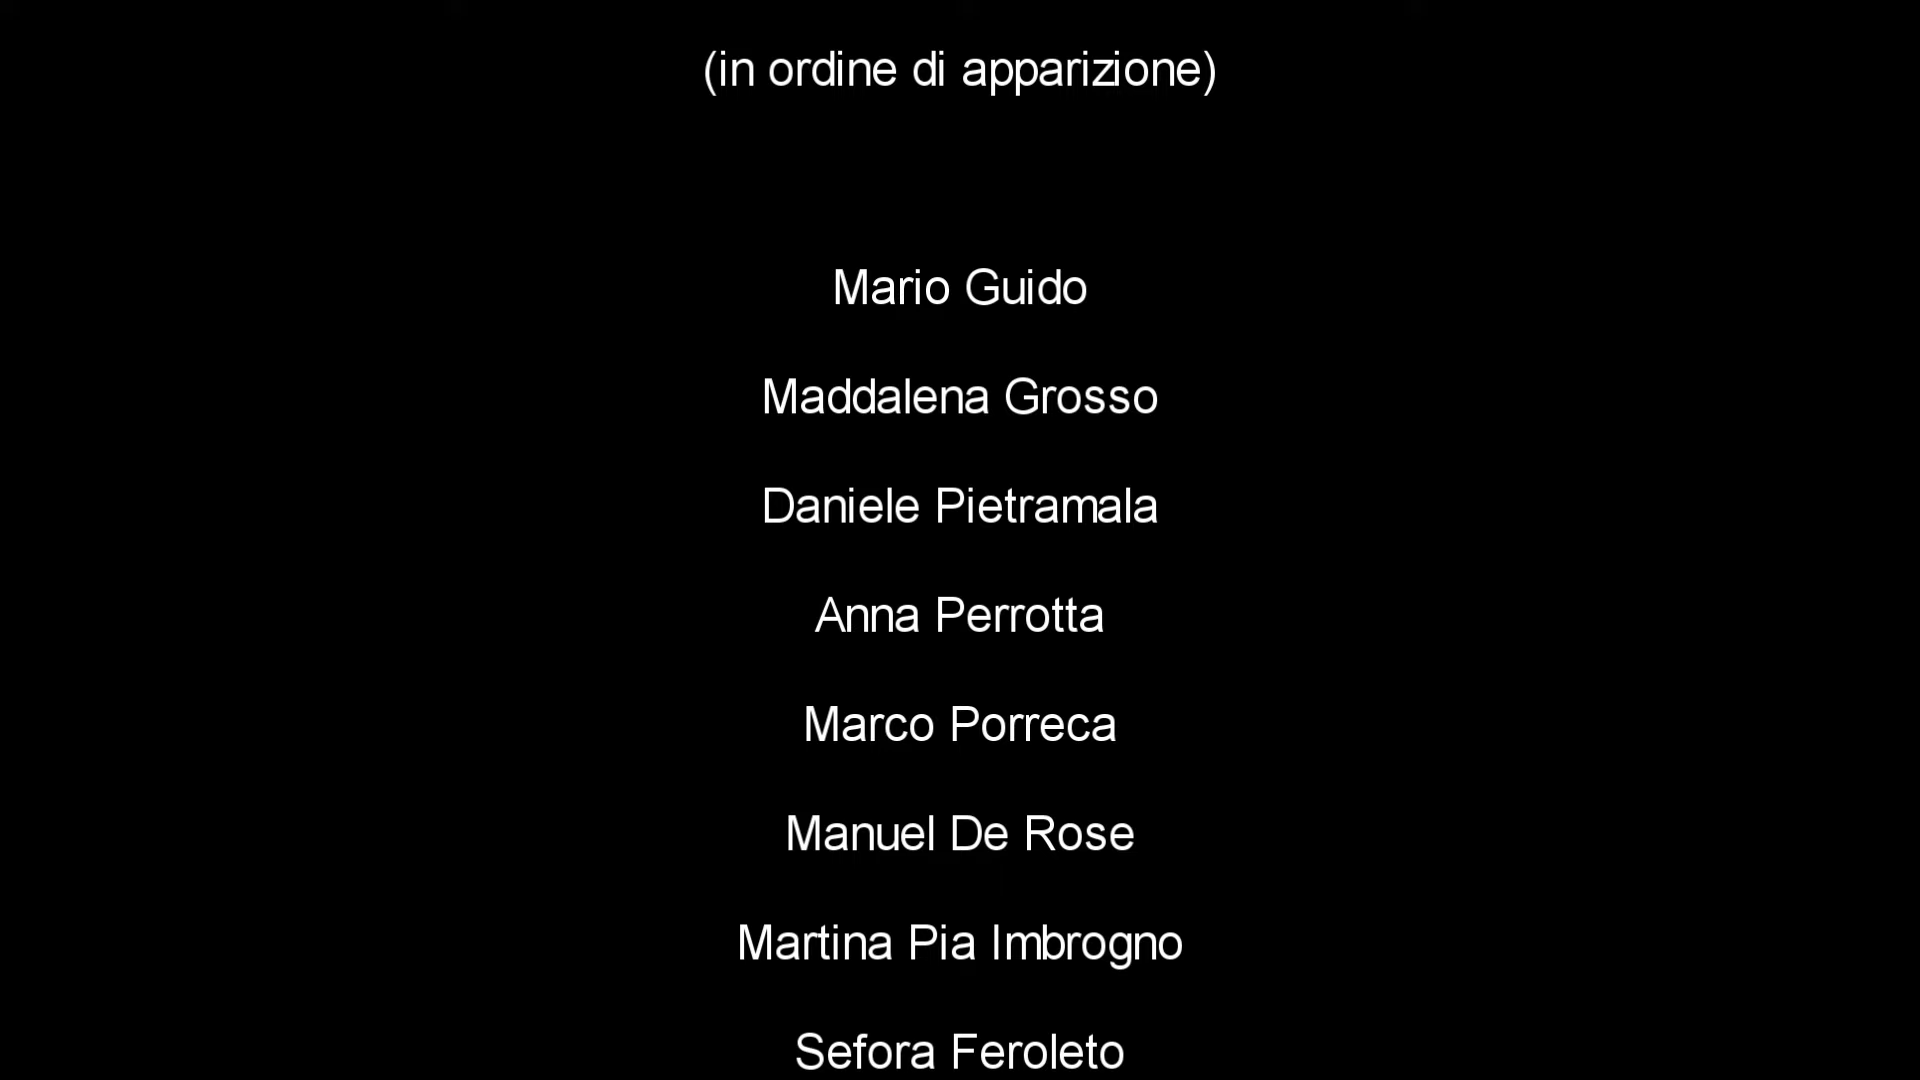 (in ordine di apparizione)
Mario Guido
Maddalena Grosso
Daniele Pietramala
Anna Perrotta
Marco Porreca
Manuel De Rose
Martina Pia Imbrogno
Sefora Feroleto